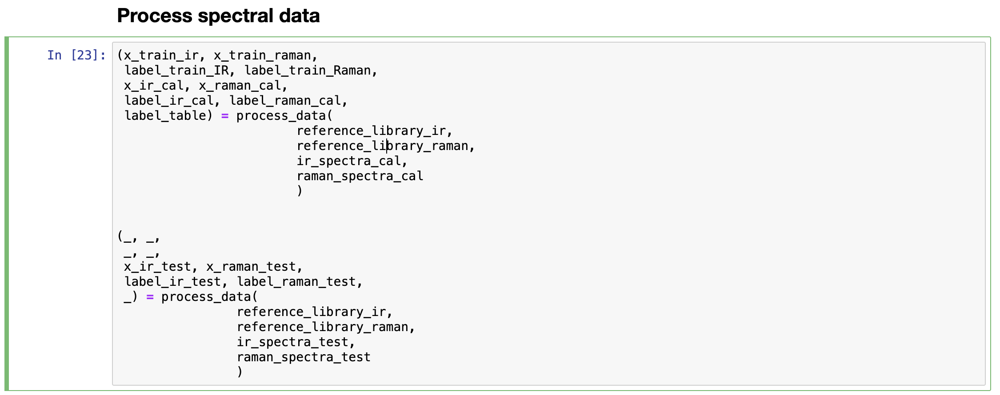 Process spectral data
In [23]: (x_train_ir, x_train_raman,
label_train_IR, label_train_Raman,
x_ir_cal, x_raman_cal,
label_ir_cal, label_raman_cal,
label_table) = process_data(
reference_library_ir,
reference_library_raman,
ir_spectra_cal,
raman_spectra_cal
)
(_, _,
_, _,
x_ir_test, x_raman_test,
label_ir_test, label_raman_test,
_) = process_data(
reference_library_ir,
reference_library_raman,
ir_spectra_test,
raman_spectra_test
)